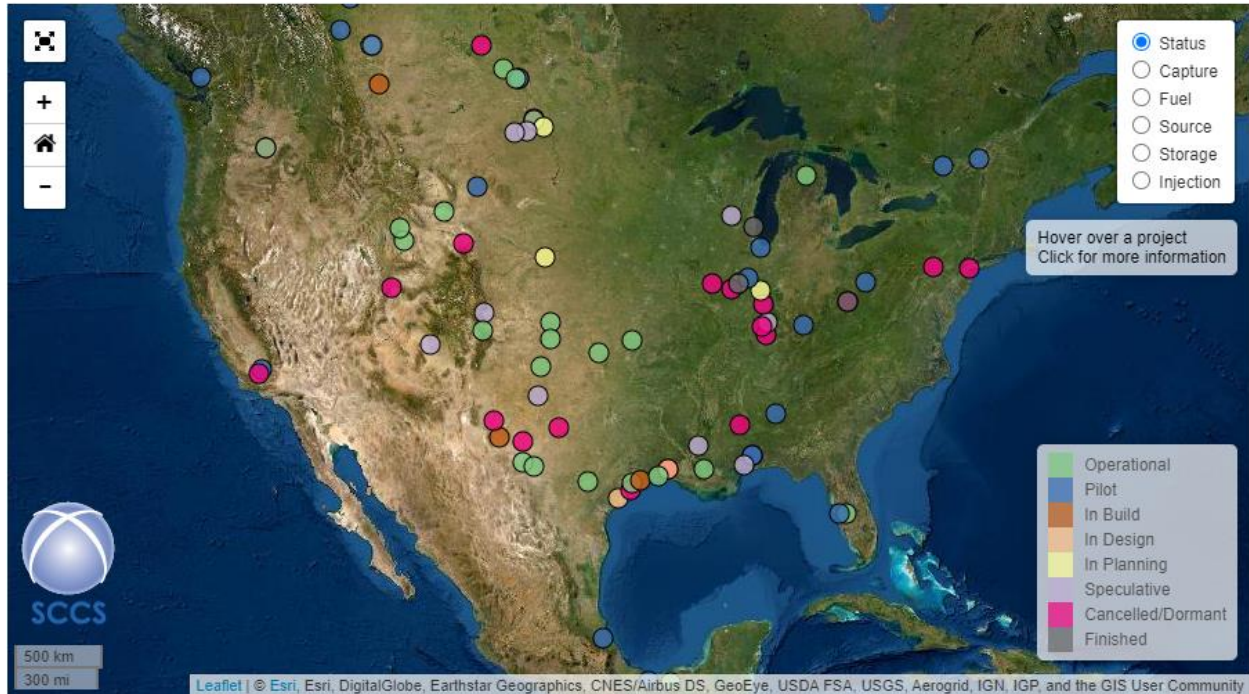 +
−
Status
Capture
Fuel
Source
Storage
Injection
Hover over a project
Click for more information
Operational
Pilot
In Build
In Design
In Planning
Speculative
Cancelled/Dormant
Finished
SCCS
500 km
300 mi
Leaflet | © Esri, Esri, DigitalGlobe, Earthstar Geographics, CNES/Airbus DS, GeoEye, USDA FSA, USGS, Aerogrid, IGN, IGP, and the GIS User Community